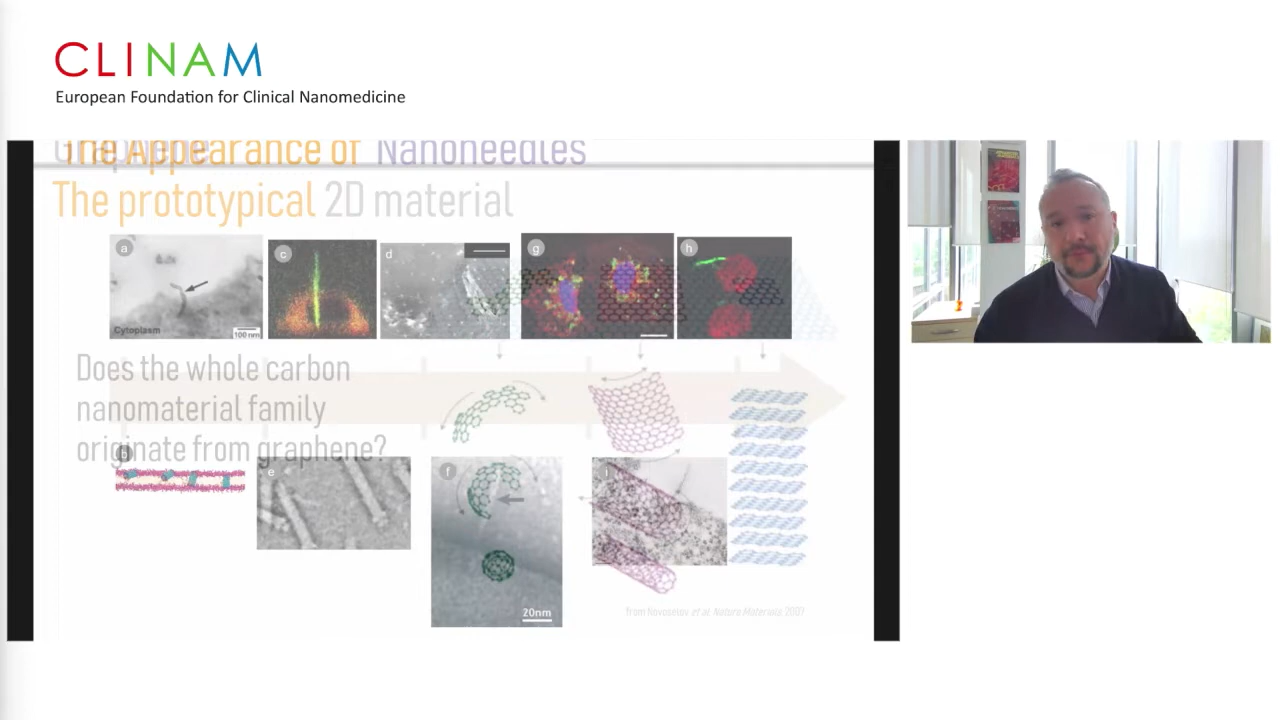 CLINAM
European Foundation for Clinical Nanomedicine
Graphene
The Appearance of Nanoneedles
The prototypical 2D material
a
c
d
g
h
Cytoplasm
100 nm
Does the whole carbon
nanomaterial family
originate from graphene?
b
e
f
i
20nm
from Novoselov et al. Nature Materials 2007